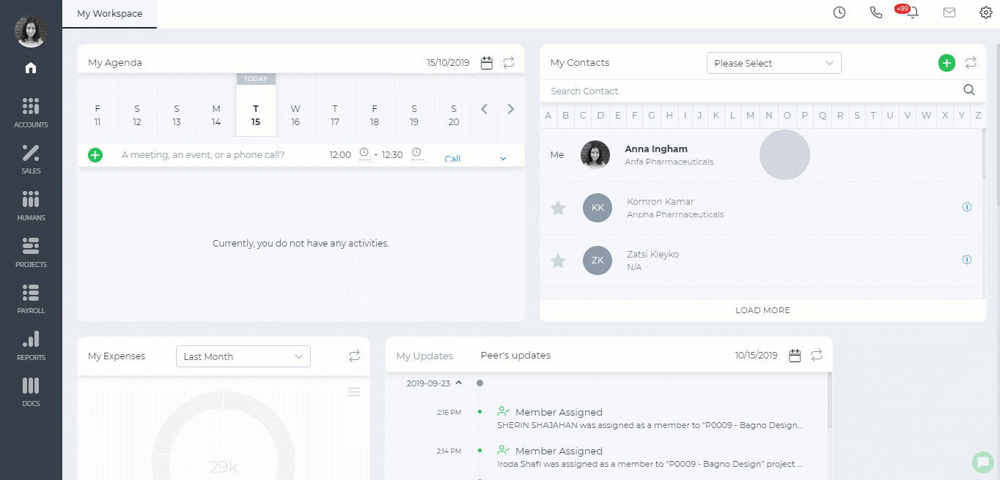 My Workspace
+99
ACCOUNTS
SALES
HUMANS
PROJECTS
PAYROLL
REPORTS
DOCS
My Agenda
15/10/2019
TODAY
F S S M T W T F S S
11 12 13 14 15 16 17 18 19 20
A meeting, an event, or a phone call?
12:00 - 12:30
Call
Currently, you do not have any activities.
My Contacts
Please Select
Search Contact
A B C D E F G H I J K L M N O P Q R S T U V W X Y Z
Me
Anna Ingham
Anfa Pharmaceuticals
KK
Komron Kamar
Anpha Pharmaceuticals
ZK
Zatsi Kleyko
N/A
LOAD MORE
My Expenses
Last Month
29k
My Updates
Peer's updates
10/15/2019
2019-09-23
2:16 PM
Member Assigned
SHERIN SHAJAHAN was assigned as a member to "P0009 - Bagno Design...
2:14 PM
Member Assigned
Iroda Shafi was assigned as a member to "P0009 - Bagno Design" project ...